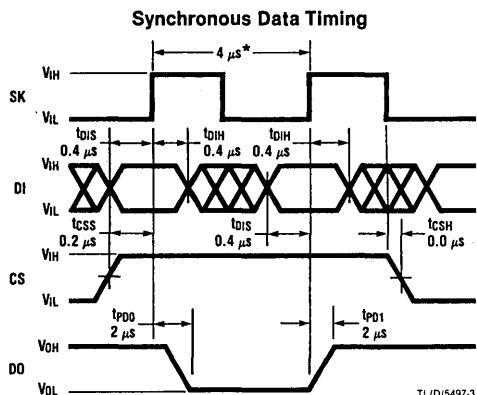 Synchronous Data Timing
4 μs*
VIH
SK
VIL
tDIS
0.4 μs
tDIH
0.4 μs
tDIH
0.4 μs
VIH
DI
VIL
tCSS
0.2 μs
tDIS
0.4 μs
tCSH
0.0 μs
VIH
CS
VIL
tPD0
2 μs
tPD1
2 μs
VOH
DO
VOL
TL/D/5497-3